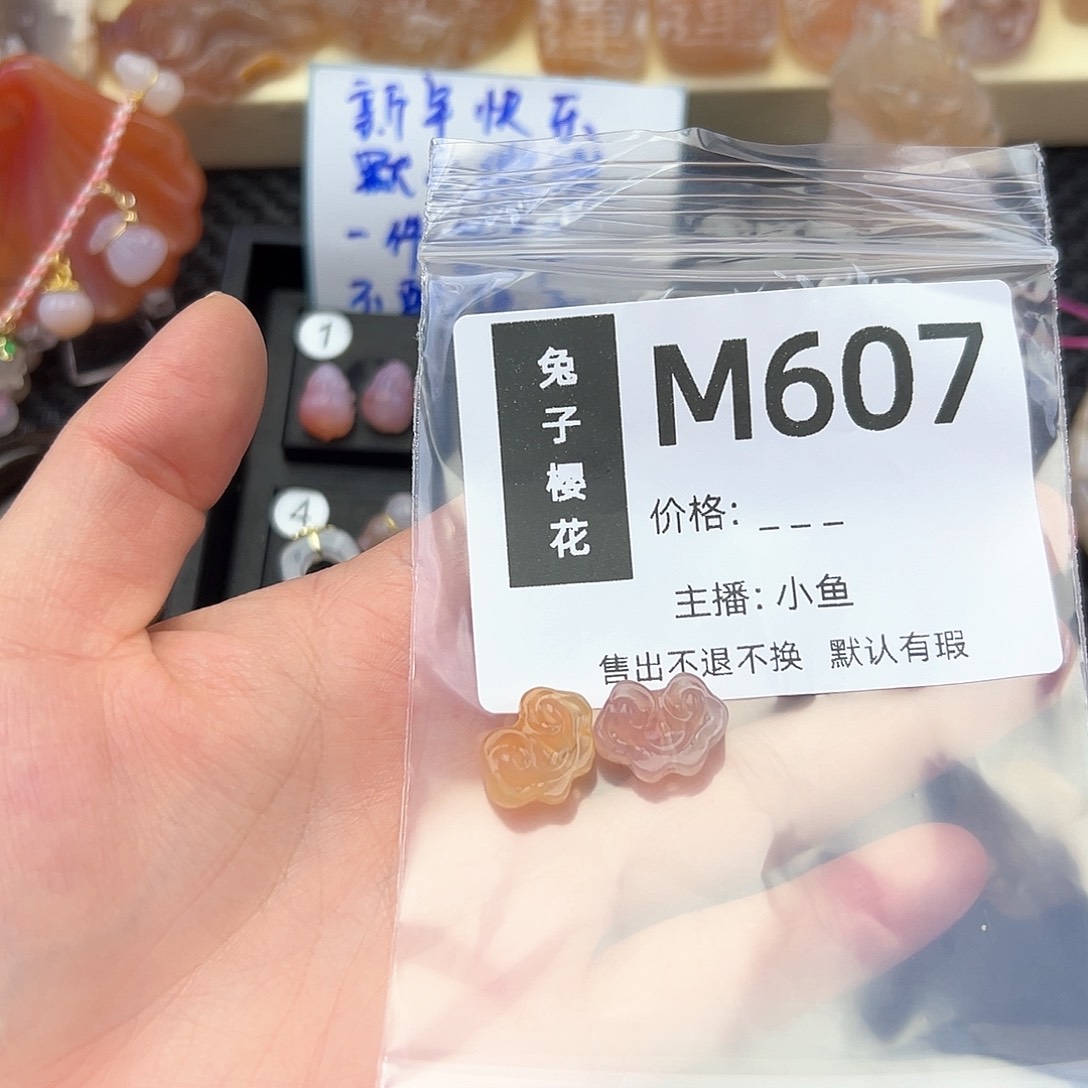 新年快乐
默
一件
不
1
4
兔子樱花
M607
价格: _ _ _
主播: 小鱼
售出不退不换 默认有瑕